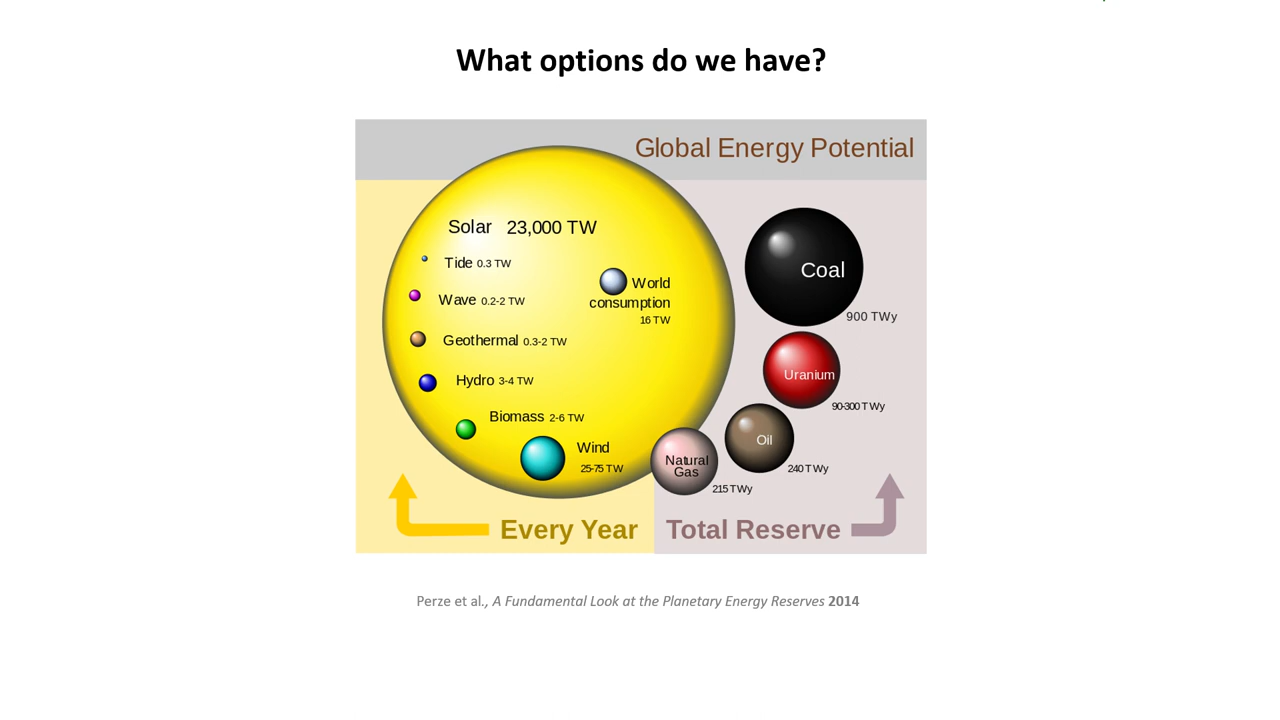 What options do we have?
Global Energy Potential
Solar 23,000 TW
Tide 0.3 TW
Wave 0.2-2 TW
Geothermal 0.3-2 TW
Hydro 3-4 TW
Biomass 2-6 TW
Wind
25-75 TW
World
consumption
16 TW
Coal
900 TWy
Uranium
90-300 TWy
Oil
240 TWy
Natural
Gas
215 TWy
Every Year
Total Reserve
Perze et al., A Fundamental Look at the Planetary Energy Reserves 2014